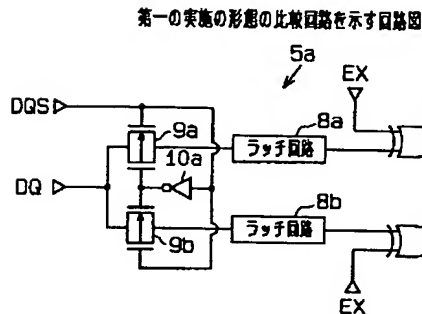 第一の実施の形態の比較回路を示す回路図
5a
EX
DQS
9a
8a
ラッチ回路
10a
DQ
8b
ラッチ回路
9b
EX